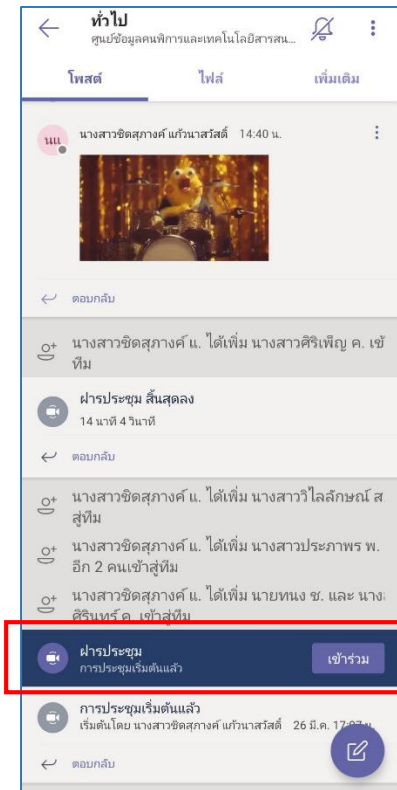 ทั่วไป
ศูนย์ข้อมูลคนพิการและเทคโนโลยีสารสน...
โพสต์ ไฟล์ เพิ่มเติม
นแ นางสาวชิดสุภางค์ แก้วนาสวัสดิ์ 14:40 น.
ตอบกลับ
นางสาวชิดสุภางค์ แ. ได้เพิ่ม นางสาวศิริเพ็ญ ค. เข้
ทีม
ฝารประชุม สิ้นสุดลง
14 นาที 4 วินาที
ตอบกลับ
นางสาวชิดสุภางค์ แ. ได้เพิ่ม นางสาววิไลลักษณ์ ส
สู่ทีม
นางสาวชิดสุภางค์ แ. ได้เพิ่ม นางสาวประภาพร พ.
อีก 2 คนเข้าสู่ทีม
นางสาวชิดสุภางค์ แ. ได้เพิ่ม นายทนง ช. และ นาง
ศิรินทร์ ค. เข้าสู่ทีม
ฝารประชุม
การประชุมเริ่มต้นแล้ว
เข้าร่วม
การประชุมเริ่มต้นแล้ว
เริ่มต้นโดย นางสาวชิดสุภางค์ แก้วนาสวัสดิ์ 26 มี.ค.
ตอบกลับ